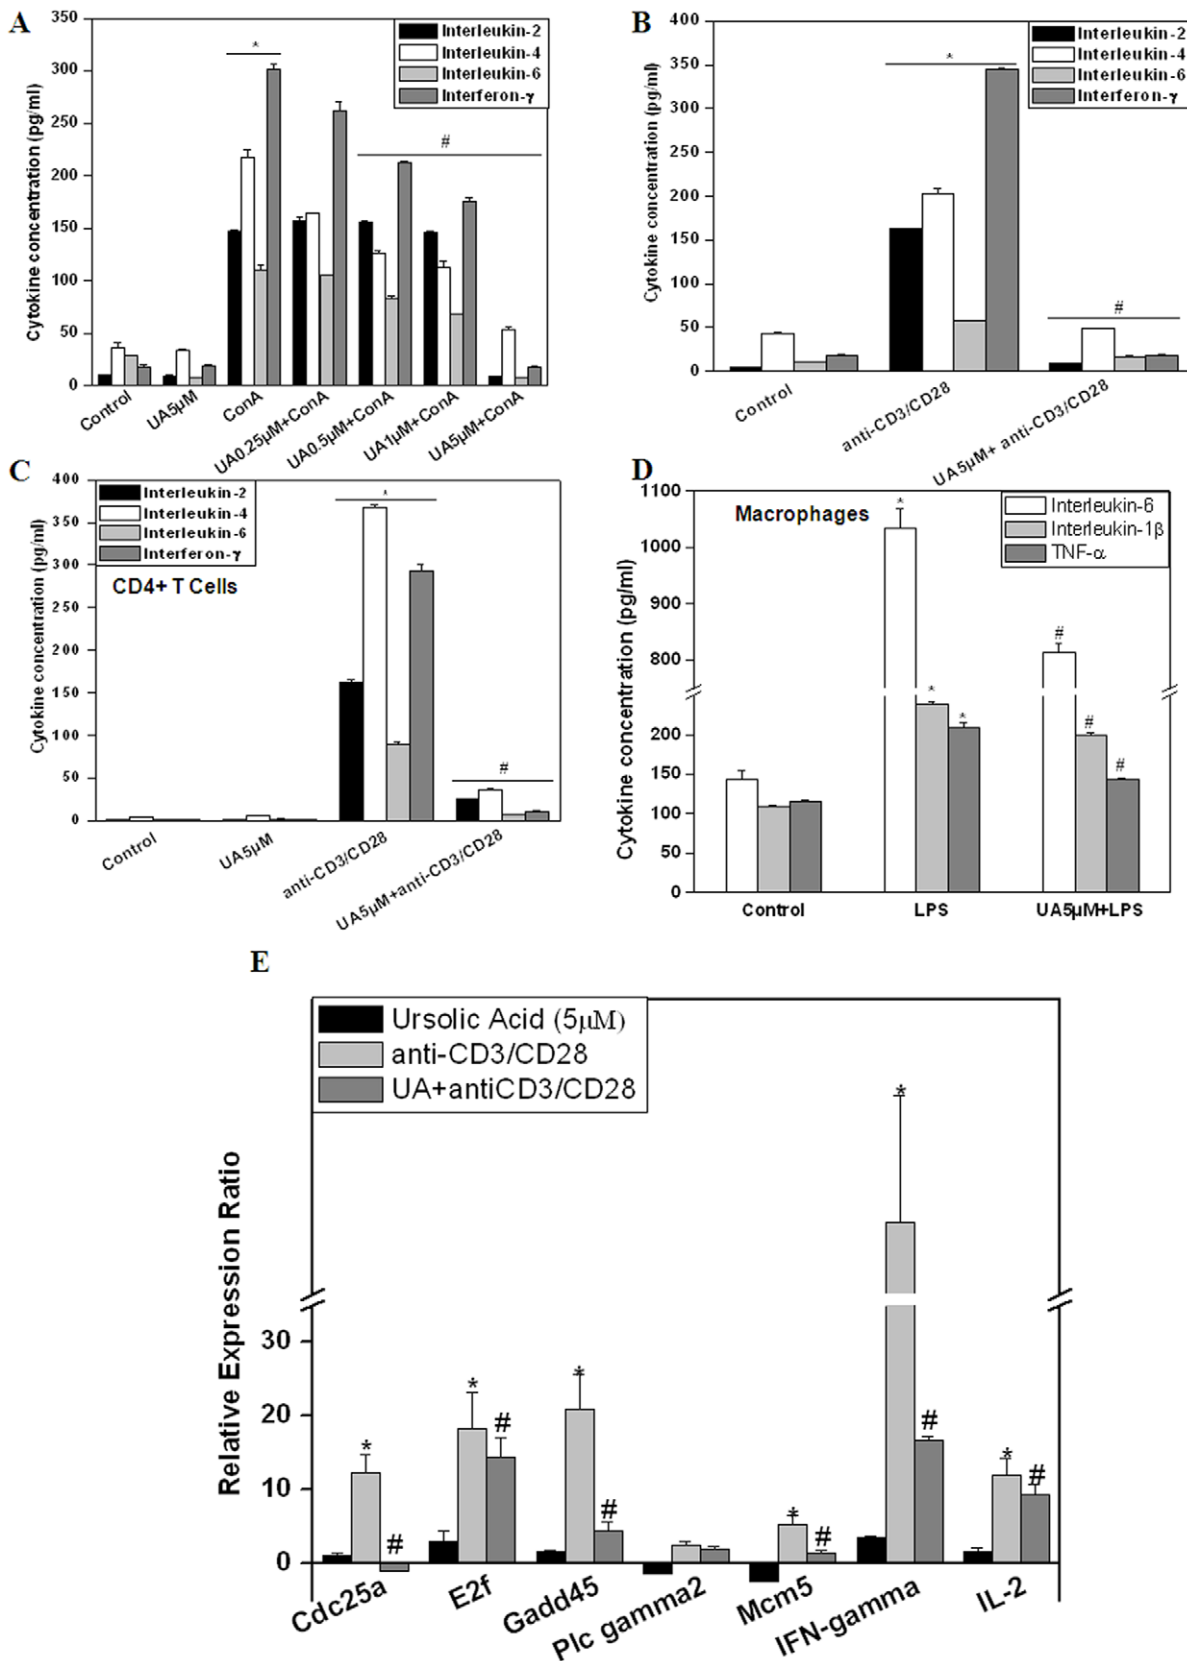 A
Cytokine concentration (pg/ml)
350
300
250
200
150
100
50
0
Interleukin-2
Interleukin-4
Interleukin-6
Interferon-γ
*
#
Control
UA5µM
ConA
UA0.25µM+ConA
UA0.5µM+ConA
UA1µM+ConA
UA5µM+ConA
B
Cytokine concentration (pg/ml)
400
350
300
250
200
150
100
50
0
Interleukin-2
Interleukin-4
Interleukin-6
Interferon-γ
*
#
Control
anti-CD3/CD28
UA5µM+ anti-CD3/CD28
C
Cytokine concentration (pg/ml)
400
350
300
250
200
150
100
50
0
Interleukin-2
Interleukin-4
Interleukin-6
Interferon-γ
CD4+ T Cells
*
#
Control
UA5µM
anti-CD3/CD28
UA5µM+anti-CD3/CD28
D
Cytokine concentration (pg/ml)
1100
1000
900
800
200
150
100
50
0
Macrophages
Interleukin-6
Interleukin-1β
TNF-α
*
*
*
#
#
#
Control
LPS
UA5µM+LPS
E
Relative Expression Ratio
30
20
10
0
Ursolic Acid (5µM)
anti-CD3/CD28
UA+antiCD3/CD28
*
#
*
#
*
#
*
#
*
#
*
#
Cdc25a
E2f
Gadd45
Plc gamma2
Mcm5
IFN-gamma
IL-2